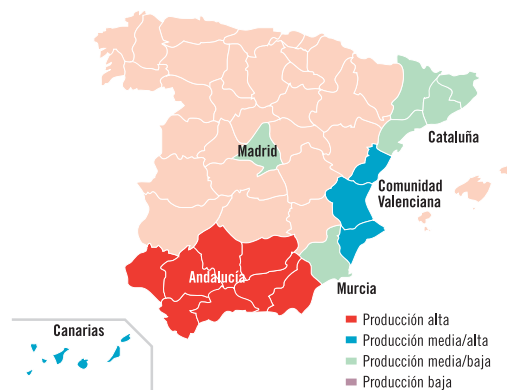 Madrid
Cataluña
Comunidad
Valenciana
Andalucía
Murcia
Canarias
Producción alta
Producción media/alta
Producción media/baja
Producción baja